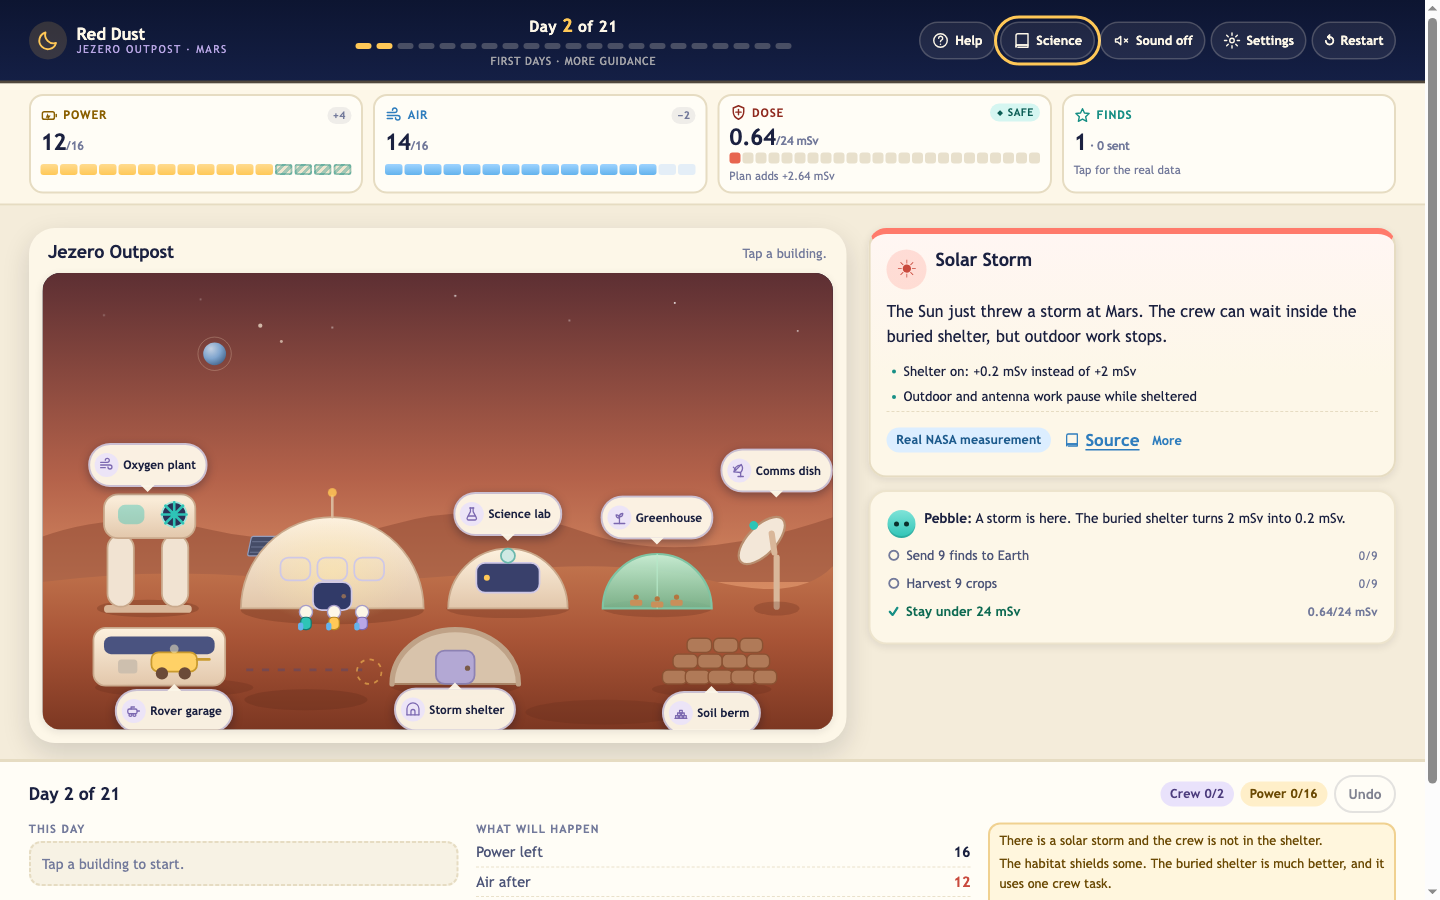 Red Dust
JEZERO OUTPOST · MARS
Day 2 of 21
FIRST DAYS · MORE GUIDANCE
Help
Science
Sound off
Settings
Restart
POWER
+4
12/16
AIR
−2
14/16
DOSE
SAFE
0.64/24 mSv
Plan adds +2.64 mSv
FINDS
1 · 0 sent
Tap for the real data
Jezero Outpost
Tap a building.
Oxygen plant
Science lab
Greenhouse
Comms dish
Rover garage
Storm shelter
Soil berm
Solar Storm
The Sun just threw a storm at Mars. The crew can wait inside the
buried shelter, but outdoor work stops.
• Shelter on: +0.2 mSv instead of +2 mSv
• Outdoor and antenna work pause while sheltered
Real NASA measurement
Source
More
Pebble: A storm is here. The buried shelter turns 2 mSv into 0.2 mSv.
Send 9 finds to Earth 0/9
Harvest 9 crops 0/9
Stay under 24 mSv 0.64/24 mSv
Day 2 of 21
Crew 0/2
Power 0/16
Undo
THIS DAY
Tap a building to start.
WHAT WILL HAPPEN
Power left 16
Air after 12
There is a solar storm and the crew is not in the shelter.
The habitat shields some. The buried shelter is much better, and it
uses one crew task.